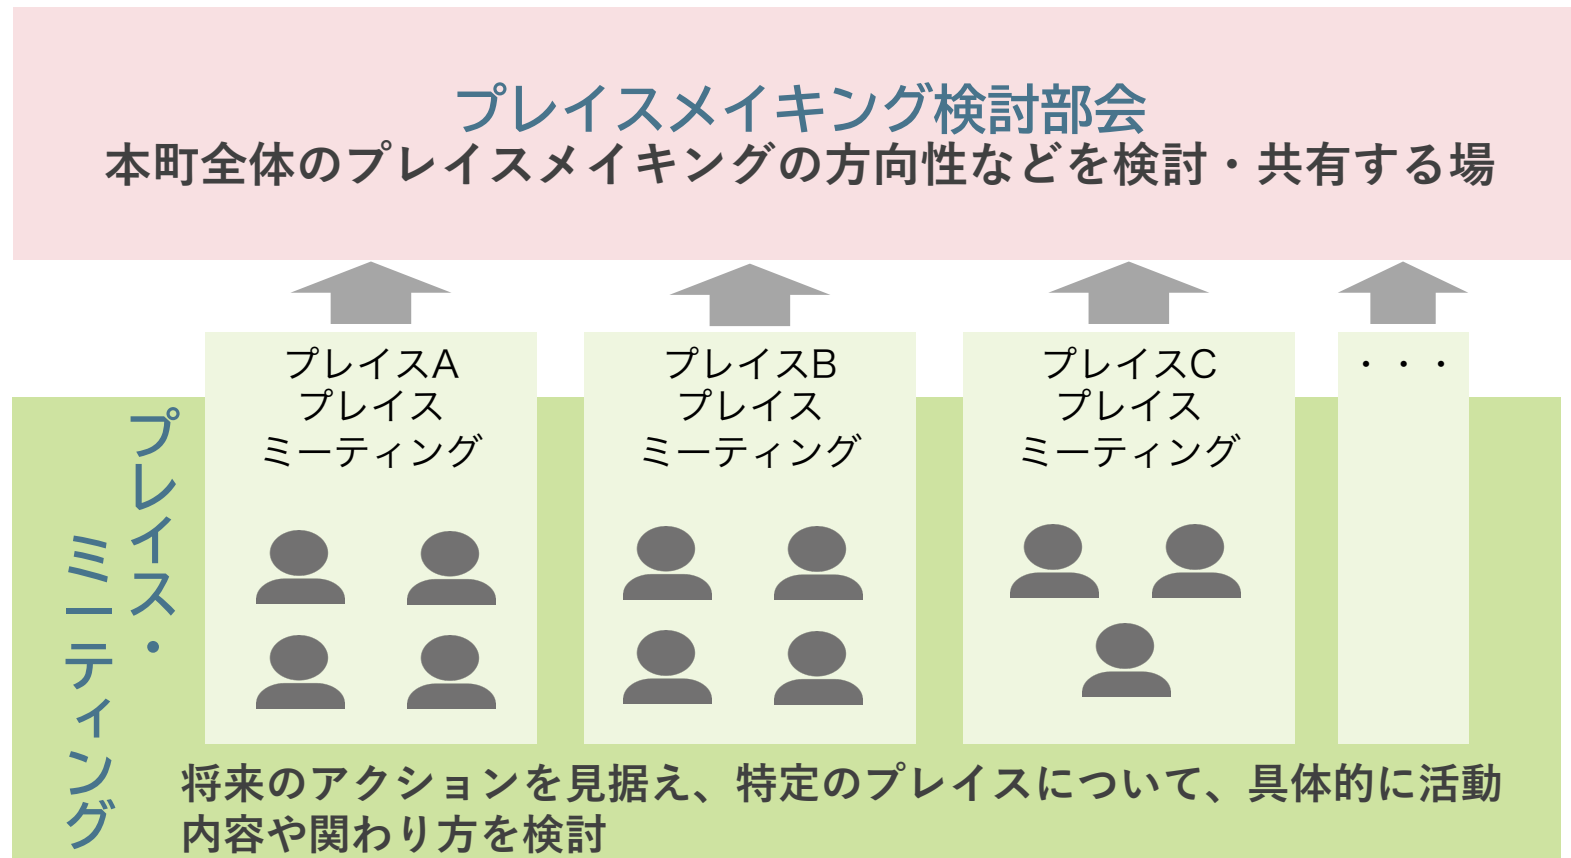 プレイスメイキング検討部会
本町全体のプレイスメイキングの方向性などを検討・共有する場
プレイスA
プレイス
ミーティング
プレイスB
プレイス
ミーティング
プレイスC
プレイス
ミーティング
・・・
プレイス・
ミーティング
将来のアクションを見据え、特定のプレイスについて、具体的に活動
内容や関わり方を検討